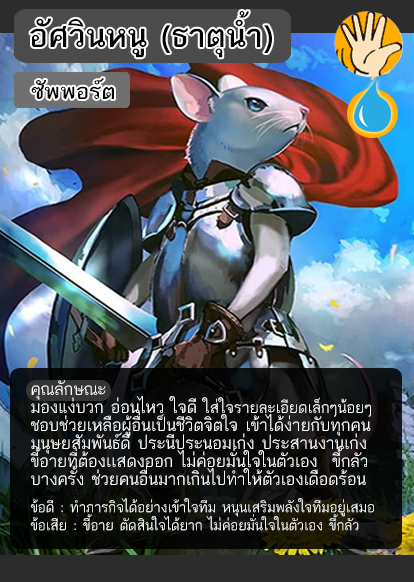 อัศวินหนู (ธาตุน้ำ)
ซัพพอร์ต
คุณลักษณะ
มองแง่บวก อ่อนไหว ใจดี ใส่ใจรายละเอียดเล็กๆน้อยๆ
ชอบช่วยเหลือผู้อื่นเป็นชีวิตจิตใจ เข้าได้ง่ายกับทุกคน
มนุษยสัมพันธ์ดี ประนีประนอมเก่ง ประสานงานเก่ง
ขี้อายที่ต้องแสดงออก ไม่ค่อยมั่นใจในตัวเอง ขี้กลัว
บางครั้ง ช่วยคนอื่นมากเกินไปทำให้ตัวเองเดือดร้อน
ข้อดี : ทำภารกิจได้อย่างเข้าใจทีม หนุนเสริมพลังใจทีมอยู่เสมอ
ข้อเสีย : ขี้อาย ตัดสินใจได้ยาก ไม่ค่อยมั่นใจในตัวเอง ขี้กลัว